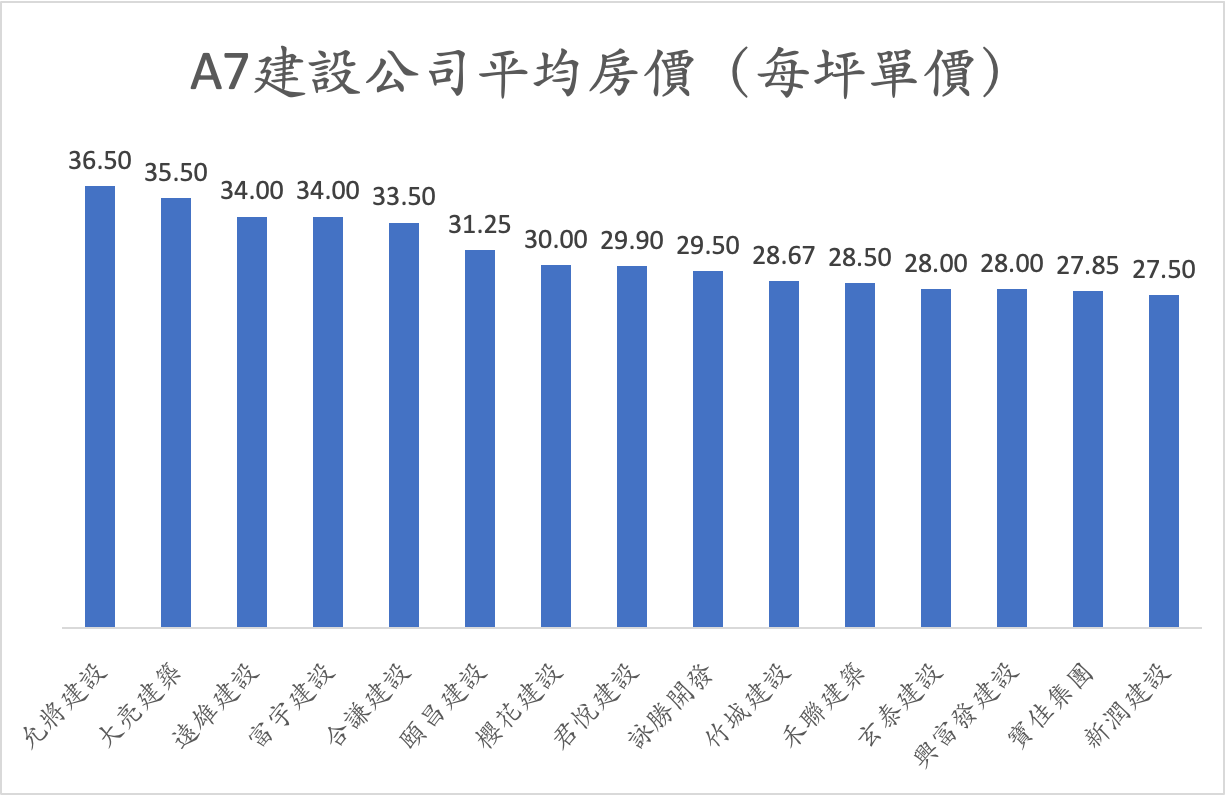 A7建設公司平均房價（每坪單價）
36.50
35.50
34.00
34.00
33.50
31.25
30.00
29.90
29.50
28.67
28.50
28.00
28.00
27.85
27.50
允將建設
大亮建築
遠雄建設
富宇建設
合謙建設
頤昌建設
櫻花建設
君悅建設
詠勝開發
竹城建設
禾聯建築
玄泰建設
興富發建設
寶佳集團
新潤建設